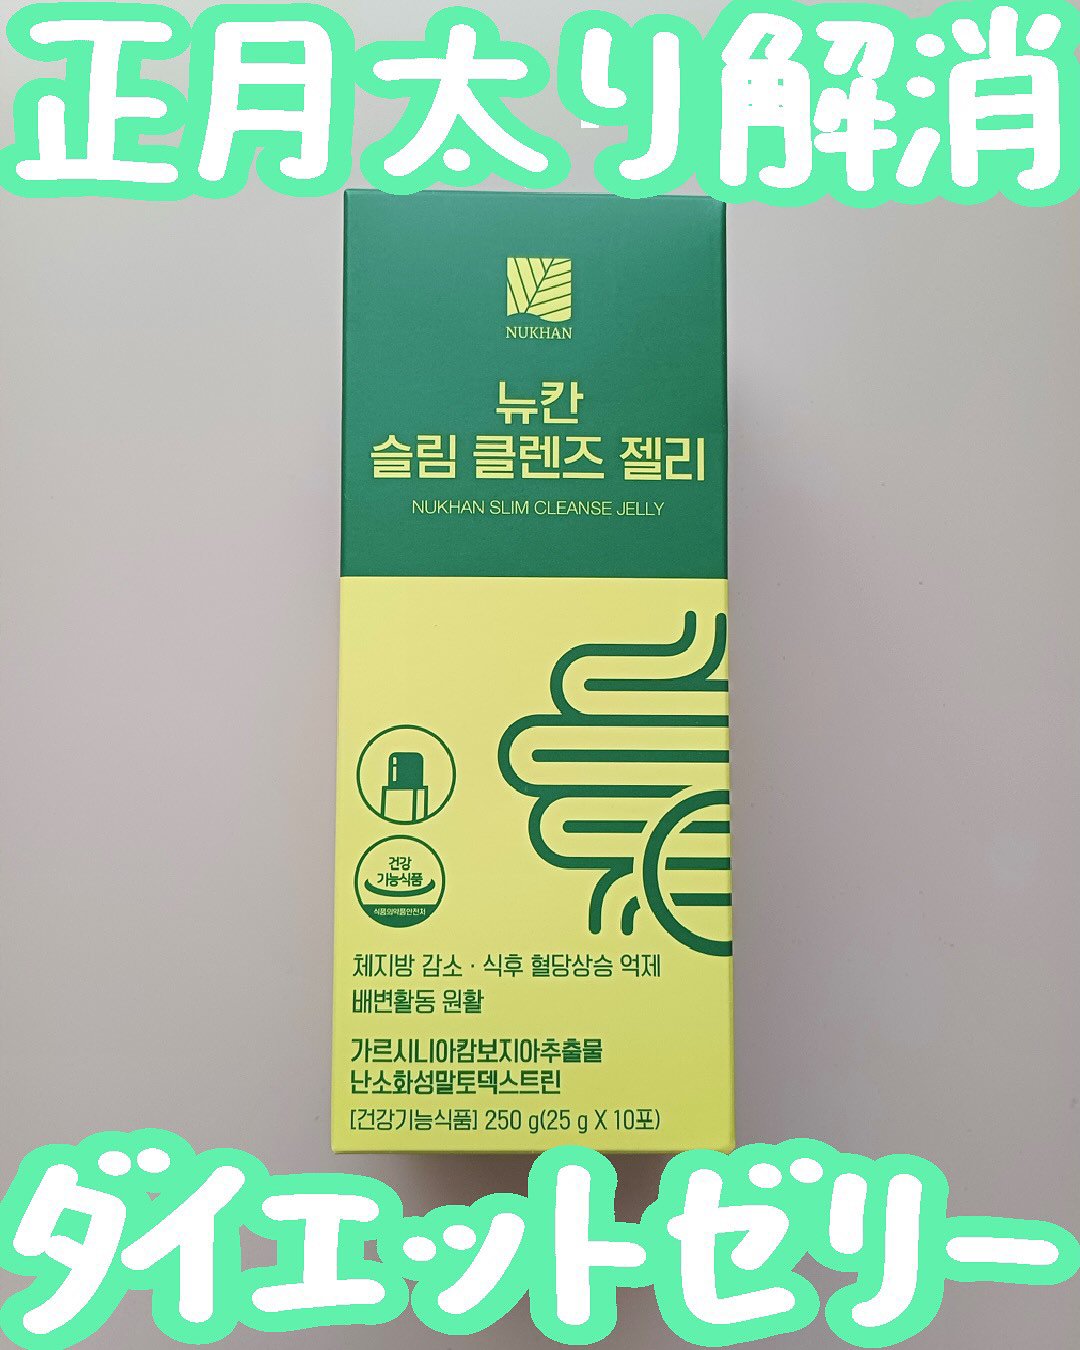 正月太り解消
NUKHAN
뉴칸
슬림 클렌즈 젤리
NUKHAN SLIM CLEANSE JELLY
건강
기능식품
식품의약품안전처
체지방 감소 · 식후 혈당상승 억제
배변활동 원활
가르시니아캄보지아추출물
난소화성말토덱스트린
[건강기능식품] 250 g(25 g X 10포)
ダイエットゼリー